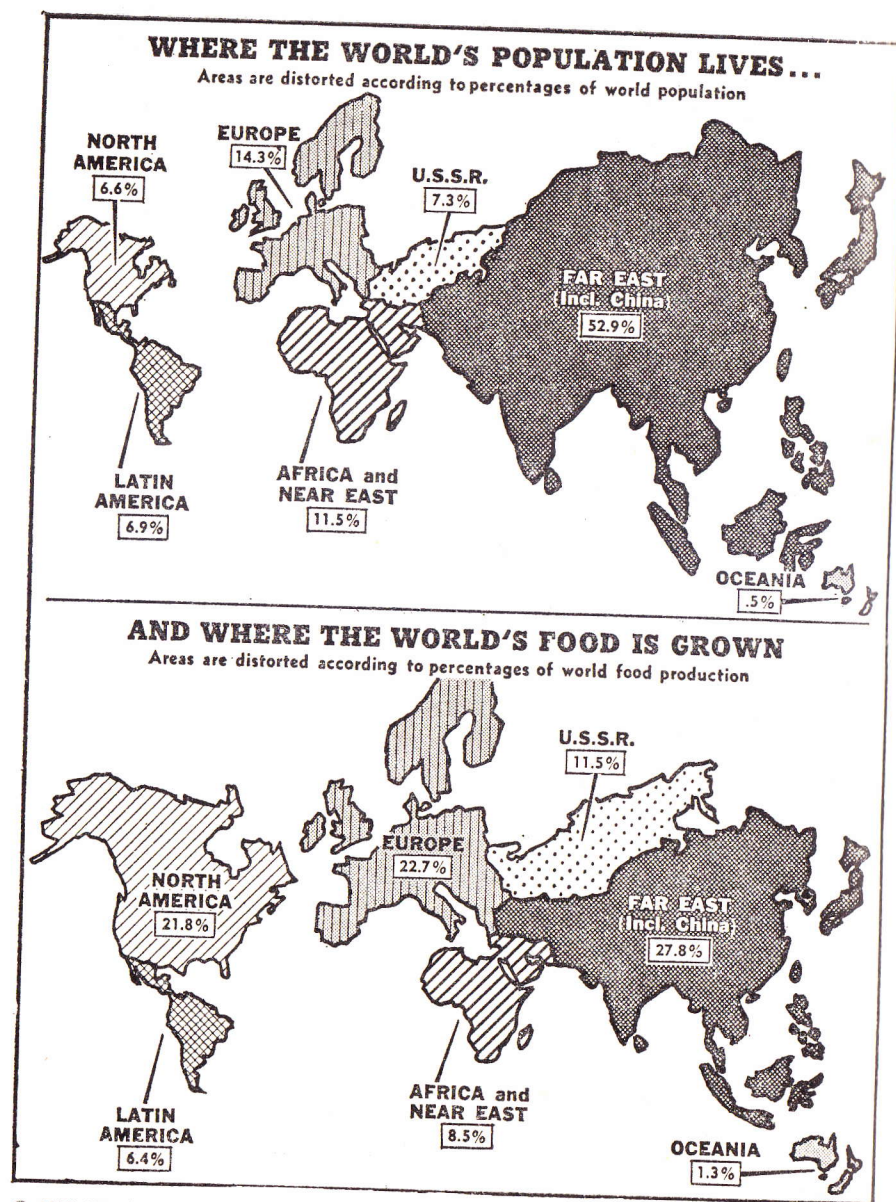 WHERE THE WORLD'S POPULATION LIVES...
Areas are distorted according to percentages of world population
NORTH
AMERICA
6.6%
EUROPE
14.3%
U.S.S.R.
7.3%
FAR EAST
(Incl. China)
52.9%
LATIN
AMERICA
6.9%
AFRICA and
NEAR EAST
11.5%
OCEANIA
.5%
AND WHERE THE WORLD'S FOOD IS GROWN
Areas are distorted according to percentages of world food production
U.S.S.R.
11.5%
EUROPE
22.7%
NORTH
AMERICA
21.8%
FAR EAST
(Incl. China)
27.8%
LATIN
AMERICA
6.4%
AFRICA and
NEAR EAST
8.5%
OCEANIA
1.3%